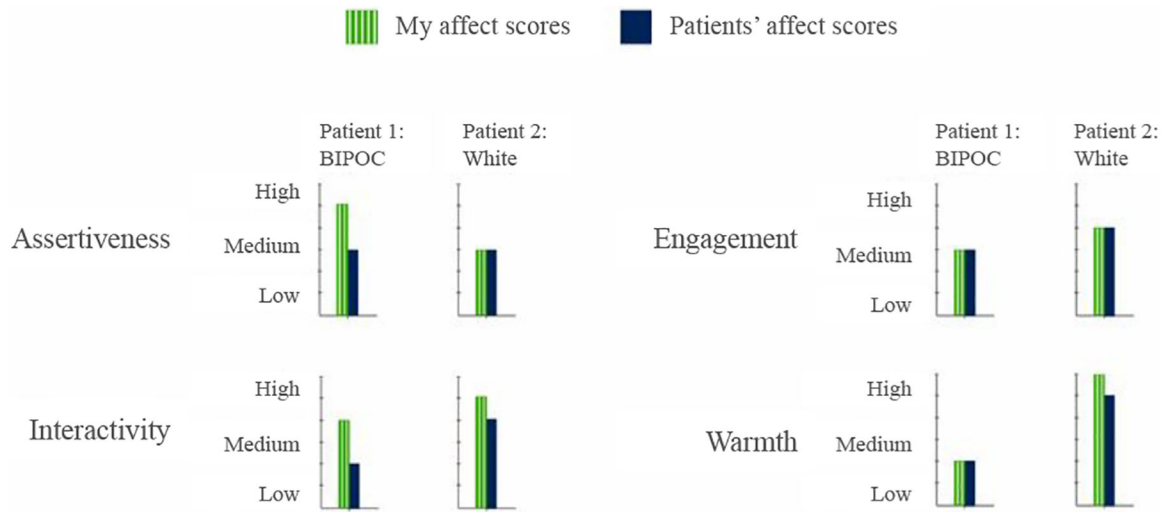 My affect scores
Patients’ affect scores
Patient 1:
BIPOC
Patient 2:
White
Assertiveness
High
Medium
Low
Interactivity
High
Medium
Low
Patient 1:
BIPOC
Patient 2:
White
Engagement
High
Medium
Low
Warmth
High
Medium
Low